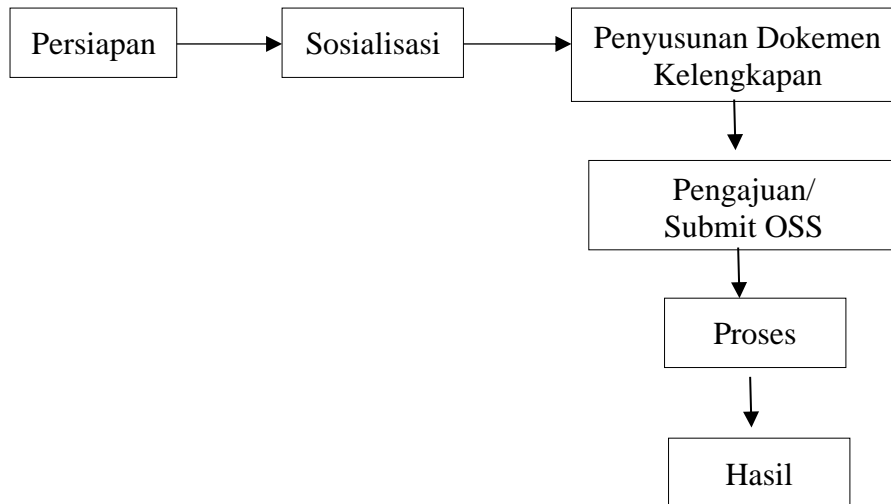 Persiapan
Sosialisasi
Penyusunan Dokemen
Kelengkapan
Pengajuan/
Submit OSS
Proses
Hasil